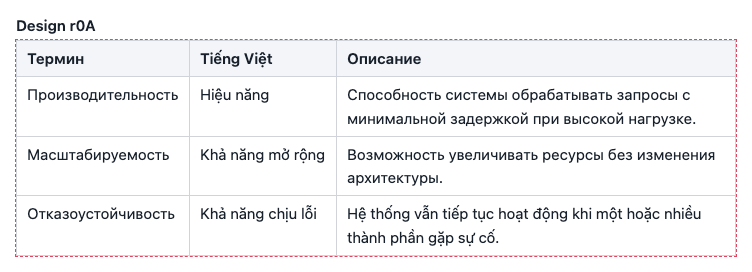 Design r0A
Термин Tiếng Việt Описание
Производительность Hiệu năng Способность системы обрабатывать запросы с
минимальной задержкой при высокой нагрузке.
Масштабируемость Khả năng mở rộng Возможность увеличивать ресурсы без изменения
архитектуры.
Отказоустойчивость Khả năng chịu lỗi Hệ thống vẫn tiếp tục hoạt động khi một hoặc nhiều
thành phần gặp sự cố.